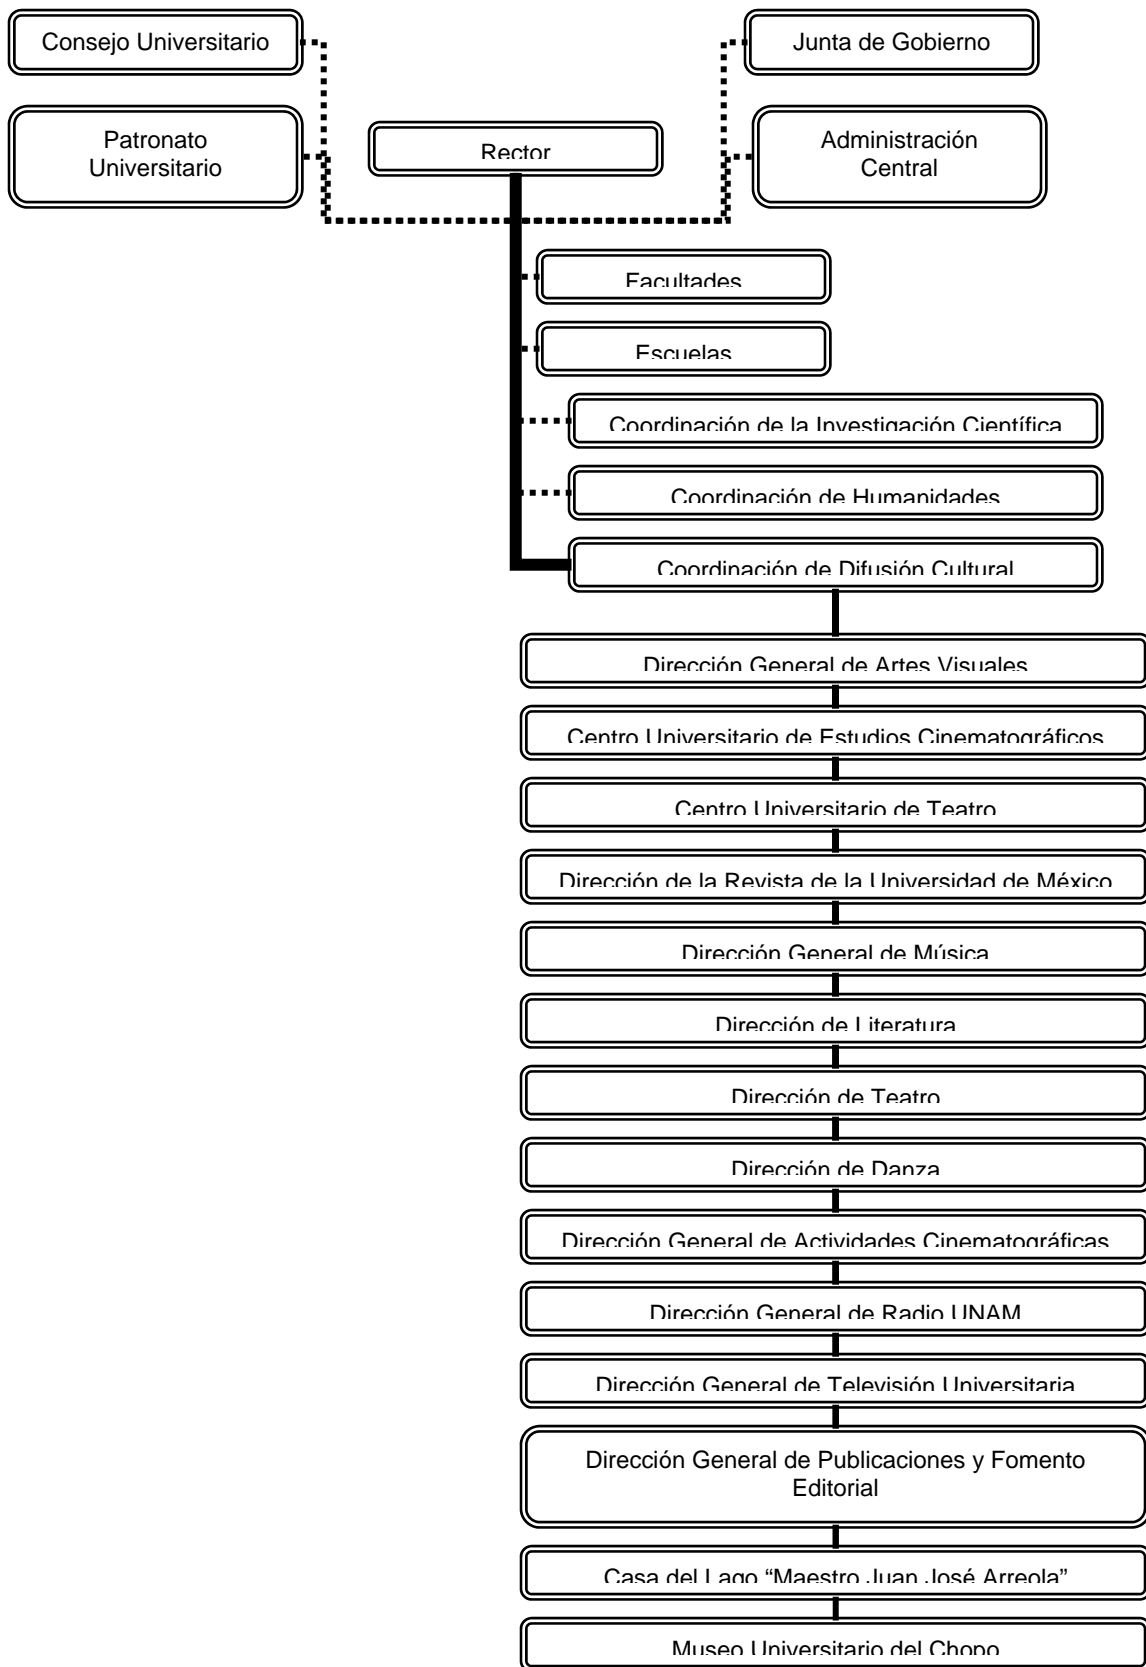 Consejo Universitario
Junta de Gobierno
Patronato
Universitario
Rector
Administración
Central
Facultades
Escuelas
Coordinación de la Investigación Científica
Coordinación de Humanidades
Coordinación de Difusión Cultural
Dirección General de Artes Visuales
Centro Universitario de Estudios Cinematográficos
Centro Universitario de Teatro
Dirección de la Revista de la Universidad de México
Dirección General de Música
Dirección de Literatura
Dirección de Teatro
Dirección de Danza
Dirección General de Actividades Cinematográficas
Dirección General de Radio UNAM
Dirección General de Televisión Universitaria
Dirección General de Publicaciones y Fomento
Editorial
Casa del Lago “Maestro Juan José Arreola”
Museo Universitario del Chopo